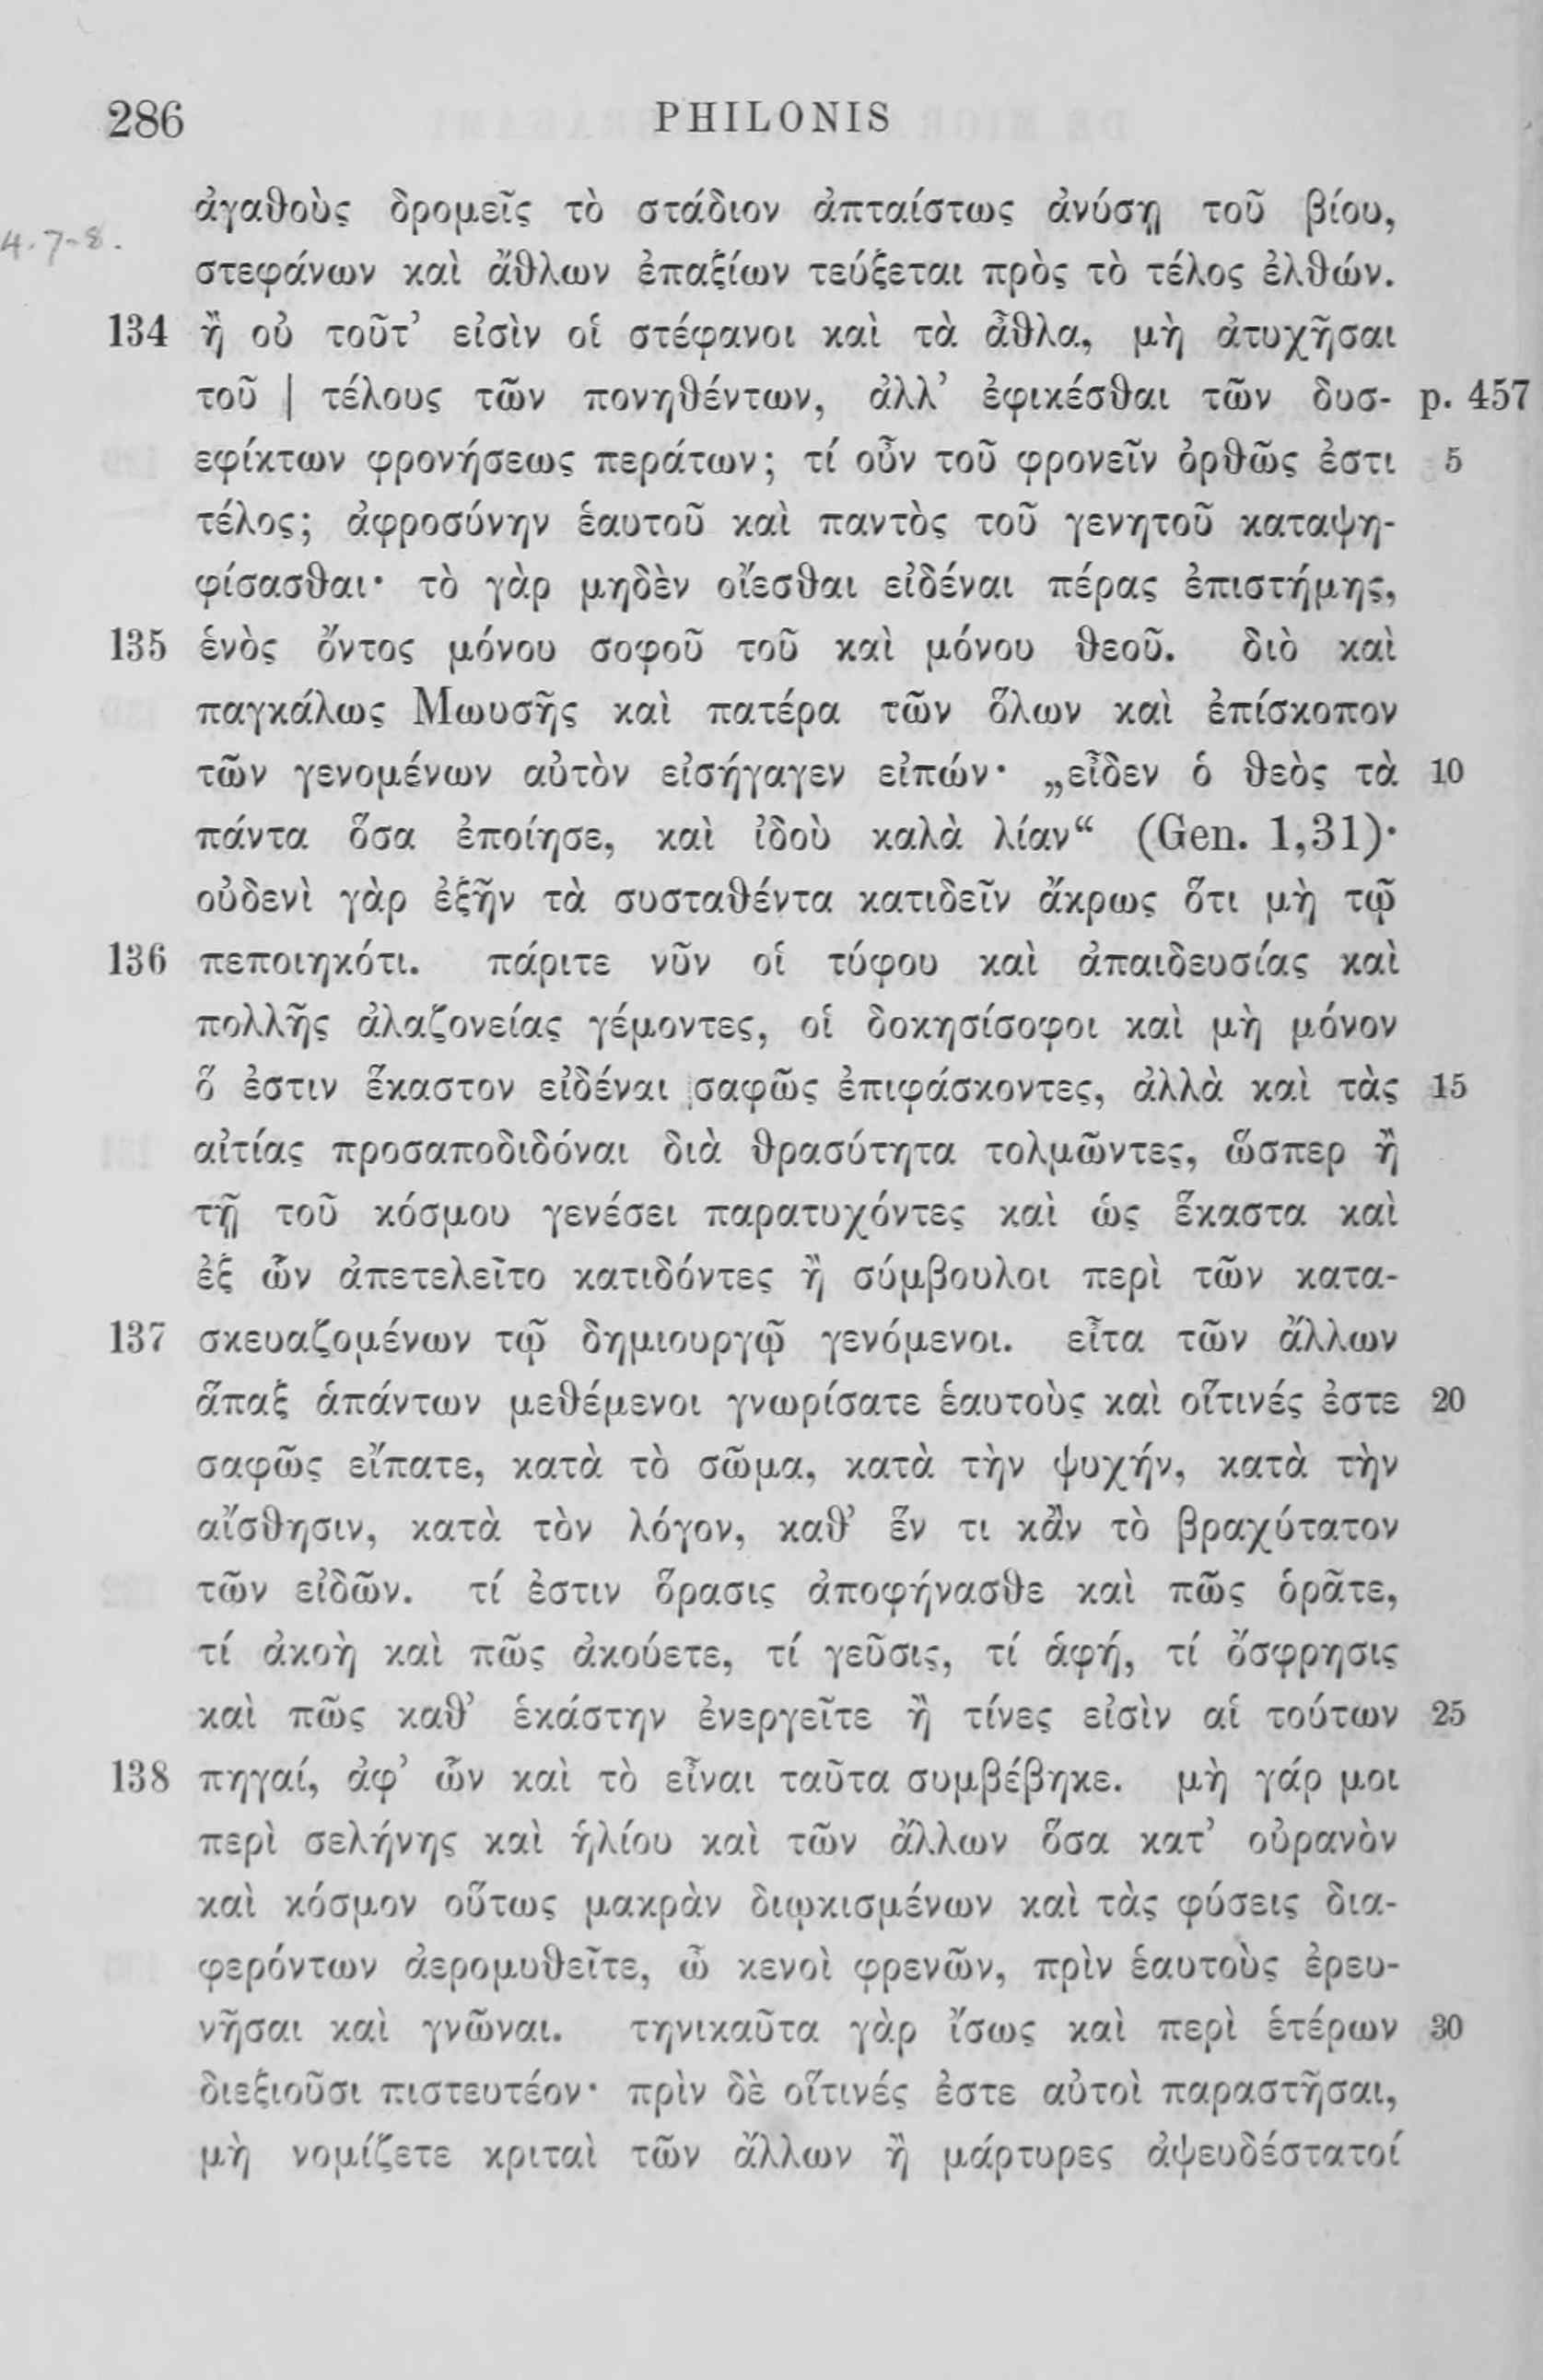 286 PHILONIS
ἀγαθοὺς δρομεῖς τὸ στάδιον ἀπταίστως ἀνύσῃ τοῦ βίου,
4.7-8.
στεφάνων καὶ ἄθλων ἐπαξίων τεύξεται πρὸς τὸ τέλος ἐλθών.
134 ἢ οὐ τοῦτ’ εἰσὶν οἱ στέφανοι καὶ τὰ ἆθλα, μὴ ἀτυχῆσαι
τοῦ | τέλους τῶν πονηθέντων, ἀλλ’ ἐφικέσθαι τῶν δυσ- p. 457
εφίκτων φρονήσεως περάτων; τί οὖν τοῦ φρονεῖν ὀρθῶς ἐστι 5
τέλος; ἀφροσύνην ἑαυτοῦ καὶ παντὸς τοῦ γενητοῦ καταψη-
φίσασθαι· τὸ γὰρ μηδὲν οἴεσθαι εἰδέναι πέρας ἐπιστήμης,
135 ἑνὸς ὄντος μόνου σοφοῦ τοῦ καὶ μόνου θεοῦ. διὸ καὶ
παγκάλως Μωυσῆς καὶ πατέρα τῶν ὅλων καὶ ἐπίσκοπον
τῶν γενομένων αὐτὸν εἰσήγαγεν εἰπών· „εἶδεν ὁ θεὸς τὰ 10
πάντα ὅσα ἐποίησε, καὶ ἰδοὺ καλὰ λίαν“ (Gen. 1,31)·
οὐδενὶ γὰρ ἐξῆν τὰ συσταθέντα κατιδεῖν ἄκρως ὅτι μὴ τῷ
136 πεποιηκότι. πάριτε νῦν οἱ τύφου καὶ ἀπαιδευσίας καὶ
πολλῆς ἀλαζονείας γέμοντες, οἱ δοκησίσοφοι καὶ μὴ μόνον
ὅ ἐστιν ἕκαστον εἰδέναι σαφῶς ἐπιφάσκοντες, ἀλλὰ καὶ τὰς 15
αἰτίας προσαποδιδόναι διὰ θρασύτητα τολμῶντες, ὥσπερ ἢ
τῇ τοῦ κόσμου γενέσει παρατυχόντες καὶ ὡς ἕκαστα καὶ
ἐξ ὧν ἀπετελεῖτο κατιδόντες ἢ σύμβουλοι περὶ τῶν κατα-
137 σκευαζομένων τῷ δημιουργῷ γενόμενοι. εἶτα τῶν ἄλλων
ἅπαξ ἁπάντων μεθέμενοι γνωρίσατε ἑαυτοὺς καὶ οἵτινές ἐστε 20
σαφῶς εἴπατε, κατὰ τὸ σῶμα, κατὰ τὴν ψυχήν, κατὰ τὴν
αἴσθησιν, κατὰ τὸν λόγον, καθ’ ἕν τι κἂν τὸ βραχύτατον
τῶν εἰδῶν. τί ἐστιν ὅρασις ἀποφήνασθε καὶ πῶς ὁρᾶτε,
τί ἀκοὴ καὶ πῶς ἀκούετε, τί γεῦσις, τί ἁφή, τί ὄσφρησις
καὶ πῶς καθ’ ἑκάστην ἐνεργεῖτε ἢ τίνες εἰσὶν αἱ τούτων 25
138 πηγαί, ἀφ’ ὧν καὶ τὸ εἶναι ταῦτα συμβέβηκε. μὴ γάρ μοι
περὶ σελήνης καὶ ἡλίου καὶ τῶν ἄλλων ὅσα κατ’ οὐρανὸν
καὶ κόσμον οὕτως μακρὰν διῳκισμένων καὶ τὰς φύσεις δια-
φερόντων ἀερομυθεῖτε, ὦ κενοὶ φρενῶν, πρὶν ἑαυτοὺς ἐρευ-
νῆσαι καὶ γνῶναι. τηνικαῦτα γὰρ ἴσως καὶ περὶ ἑτέρων 30
διεξιοῦσι πιστευτέον· πρὶν δὲ οἵτινές ἐστε αὐτοὶ παραστῆσαι,
μὴ νομίζετε κριταὶ τῶν ἄλλων ἢ μάρτυρες ἀψευδέστατοί